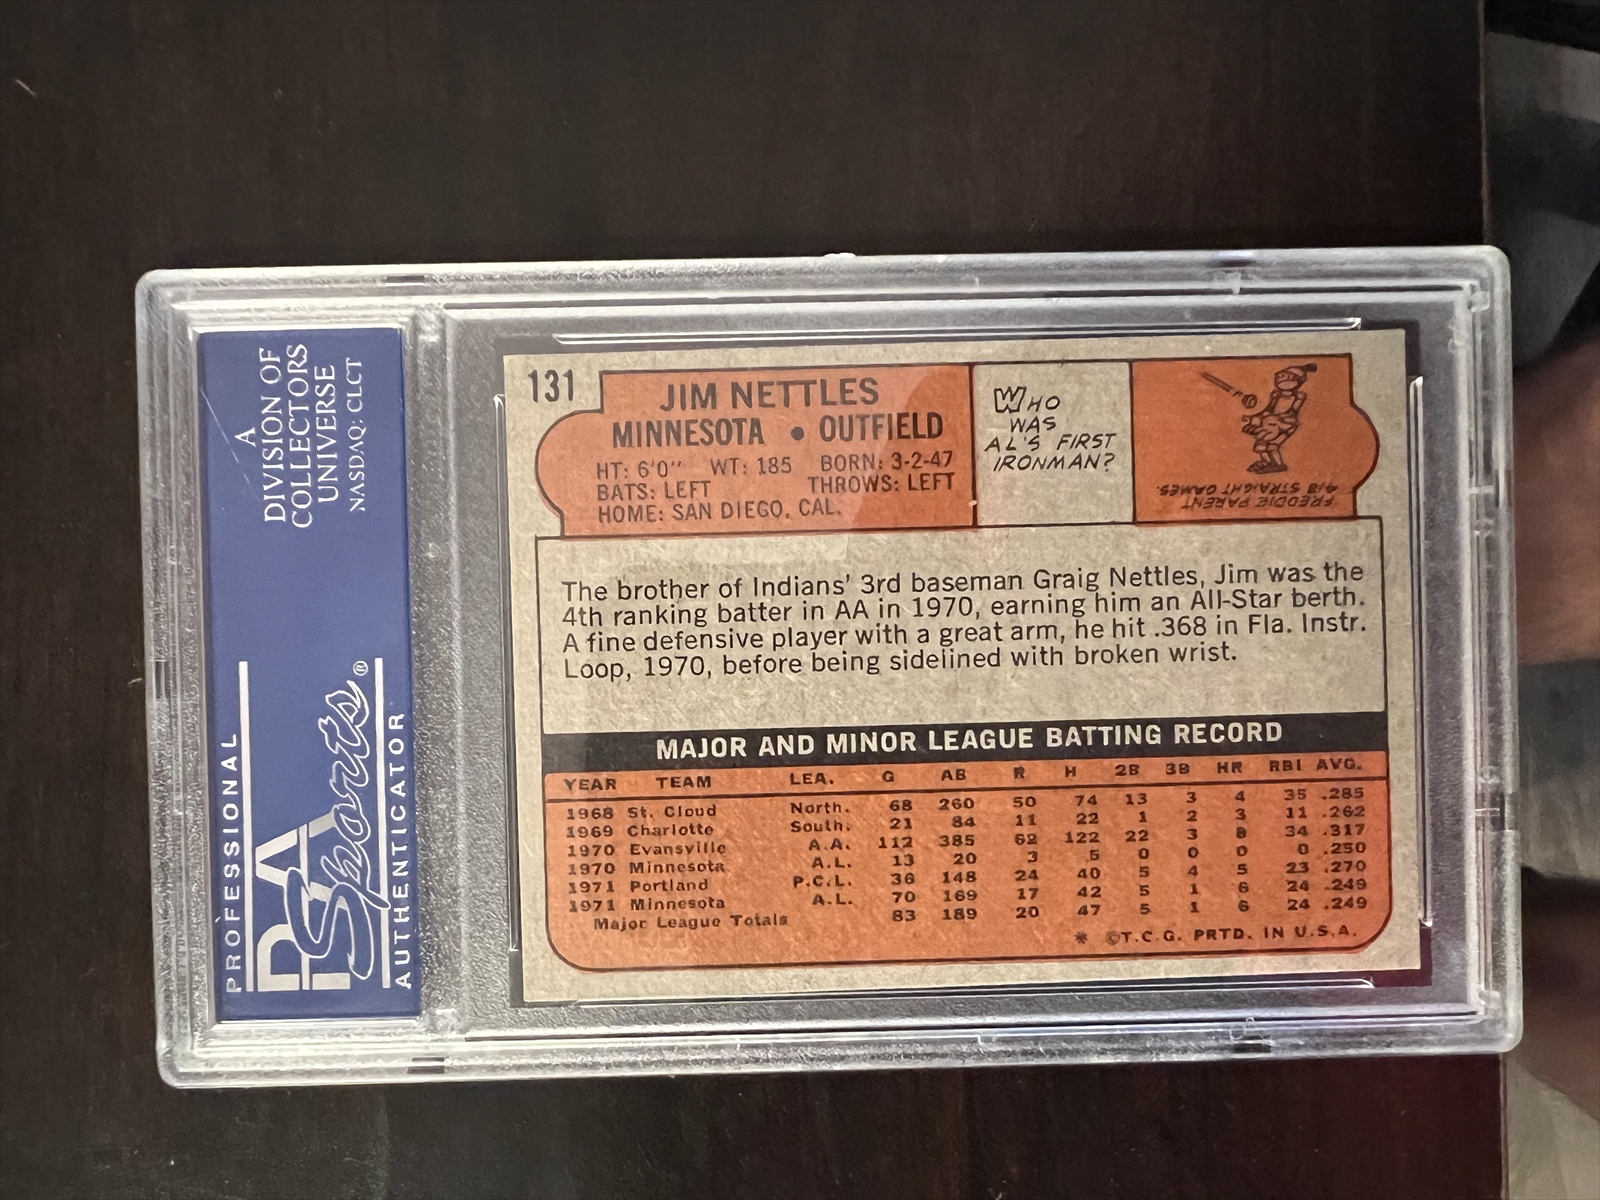 A
DIVISION OF
COLLECTORS
UNIVERSE
NASDAQ: CLCT
PROFESSIONAL
PSA
Sports®
AUTHENTICATOR
131
JIM NETTLES
MINNESOTA • OUTFIELD
HT: 6'0" WT: 185 BORN: 3-2-47
BATS: LEFT THROWS: LEFT
HOME: SAN DIEGO, CAL.
WHO
WAS
AL'S FIRST
IRONMAN?
FREDDIE PARENT
413 STRAIGHT GAMES.
The brother of Indians' 3rd baseman Graig Nettles, Jim was the
4th ranking batter in AA in 1970, earning him an All-Star berth.
A fine defensive player with a great arm, he hit .368 in Fla. Instr.
Loop, 1970, before being sidelined with broken wrist.
MAJOR AND MINOR LEAGUE BATTING RECORD
YEAR TEAM LEA. G AB R H 2B 3B HR RBI AVG.
1968 St. Cloud North. 68 260 50 74 13 3 4 35 .285
1969 Charlotte South. 21 84 11 22 1 2 3 11 .262
1970 Evansville A.A. 112 385 62 122 22 3 8 34 .317
1970 Minnesota A.L. 13 20 3 5 0 0 0 0 .250
1971 Portland P.C.L. 36 148 24 40 5 4 5 23 .270
1971 Minnesota A.L. 70 169 17 42 5 1 6 24 .249
Major League Totals 83 189 20 47 5 1 6 24 .249
* ©T.C.G. PRTD. IN U.S.A.